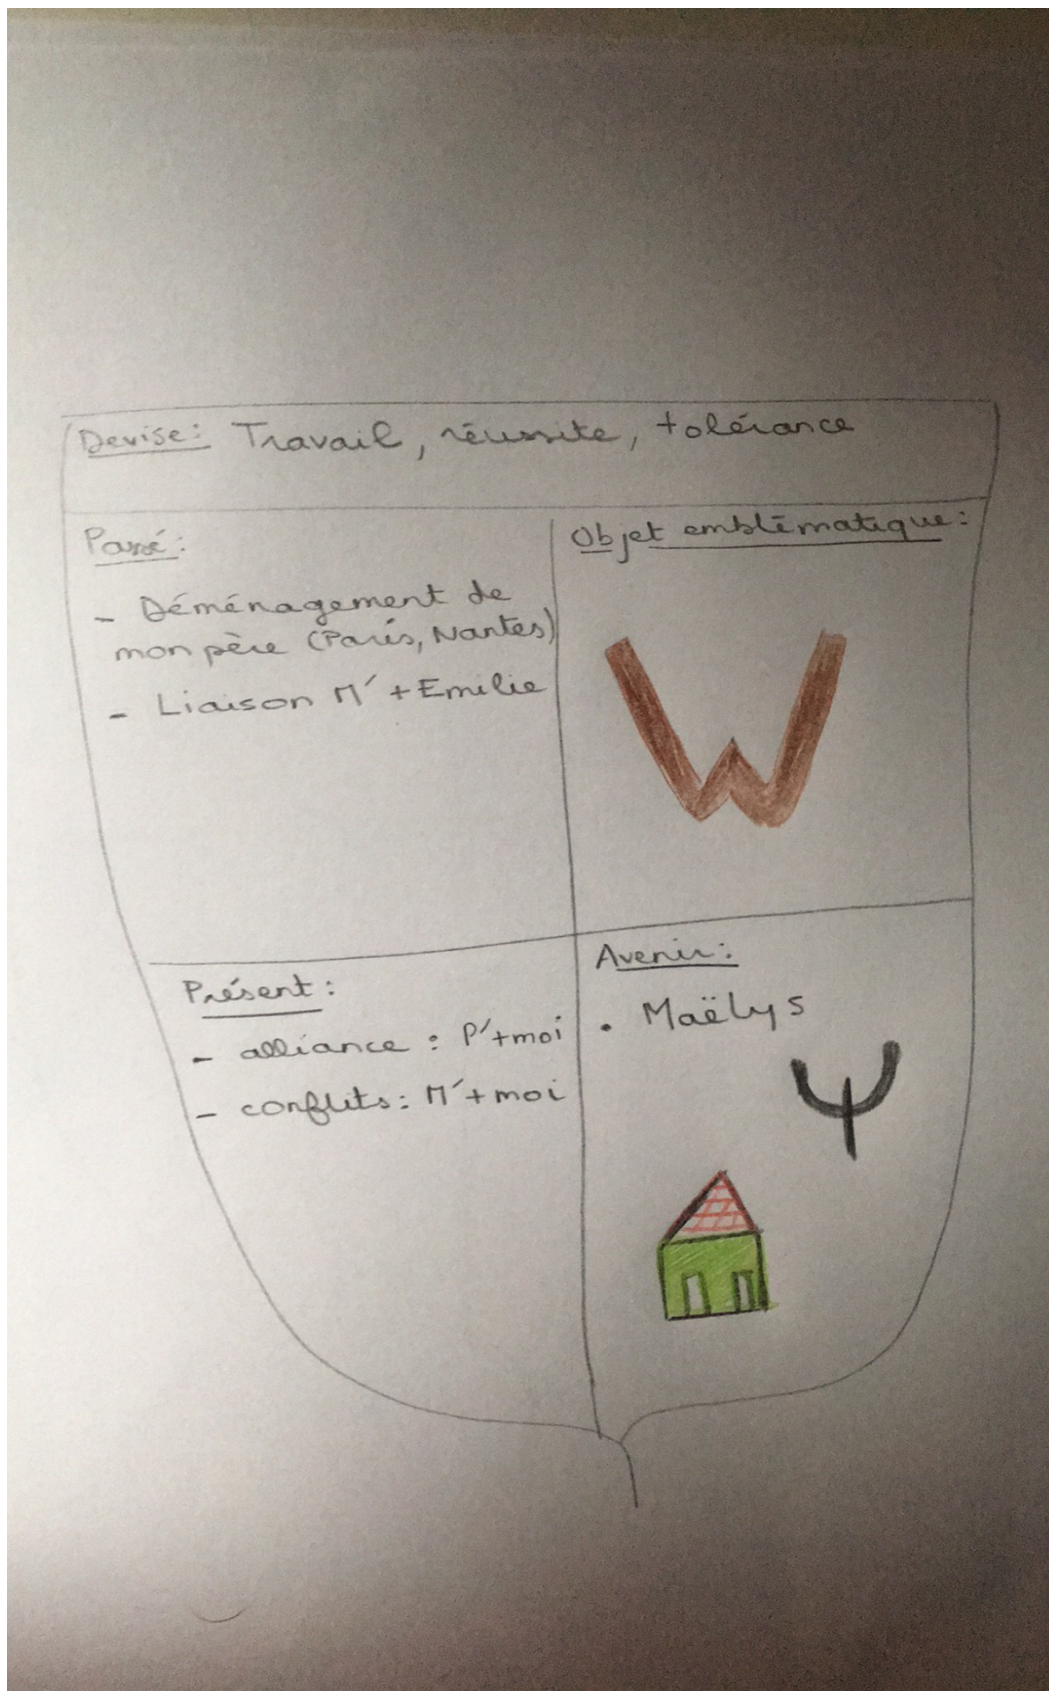 Devise: Travail, réussite, tolérance
Passé:
- Déménagement de
mon père (Paris, Nantes)
- Liaison M´ + Emilie
Objet emblématique:
W
Présent:
- alliance : P´+moi
- conflits: M´+moi
Avenir:
• Maëlys
Ψ